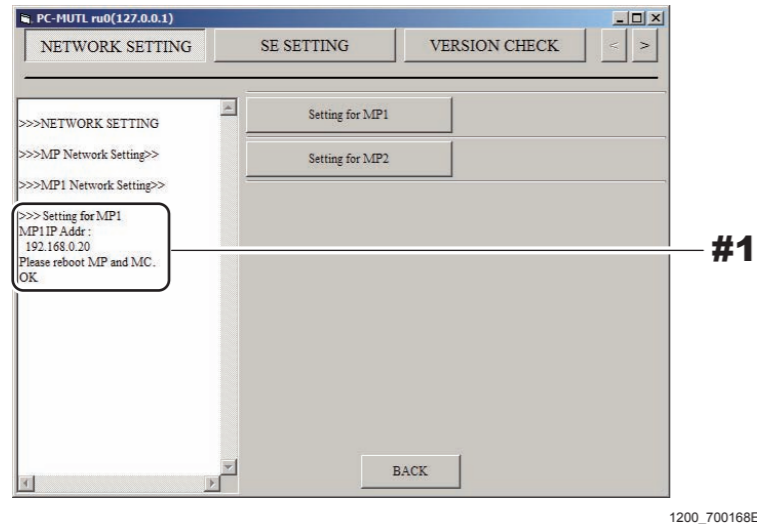 PC-MUTL ru0(127.0.0.1)
NETWORK SETTING
SE SETTING
VERSION CHECK
<
>
>>>NETWORK SETTING
>>>MP Network Setting>>
>>>MP1 Network Setting>>
>>> Setting for MP1
MP1 IP Addr :
192.168.0.20
Please reboot MP and MC.
OK
Setting for MP1
Setting for MP2
#1
BACK
1200_700168E